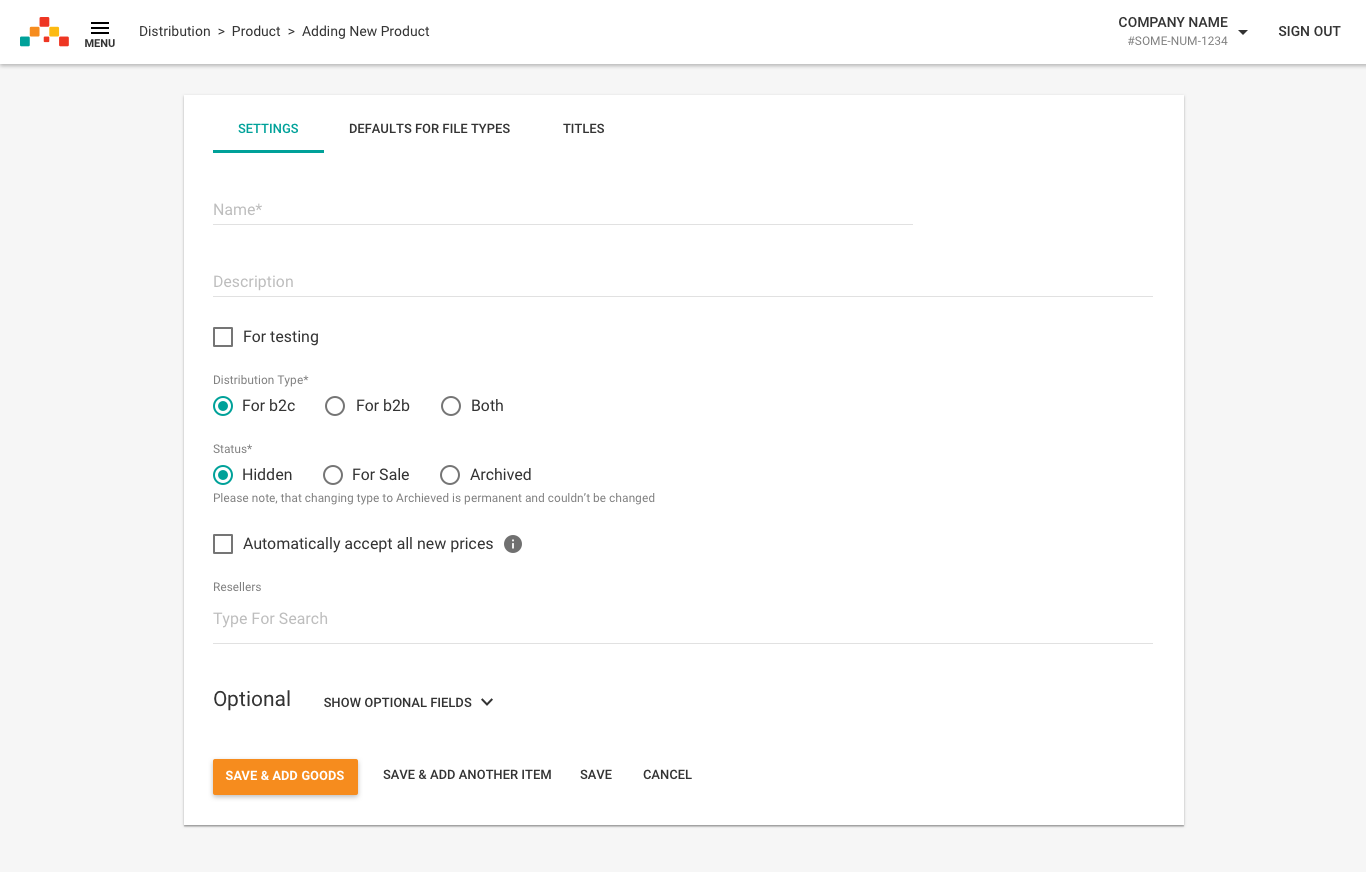 MENU
Distribution > Product > Adding New Product
COMPANY NAME
#SOME-NUM-1234
SIGN OUT
SETTINGS
DEFAULTS FOR FILE TYPES
TITLES
Name*
Description
For testing
Distribution Type*
For b2c
For b2b
Both
Status*
Hidden
For Sale
Archived
Please note, that changing type to Archieved is permanent and couldn't be changed
Automatically accept all new prices
Resellers
Type For Search
Optional
SHOW OPTIONAL FIELDS
SAVE & ADD GOODS
SAVE & ADD ANOTHER ITEM
SAVE
CANCEL